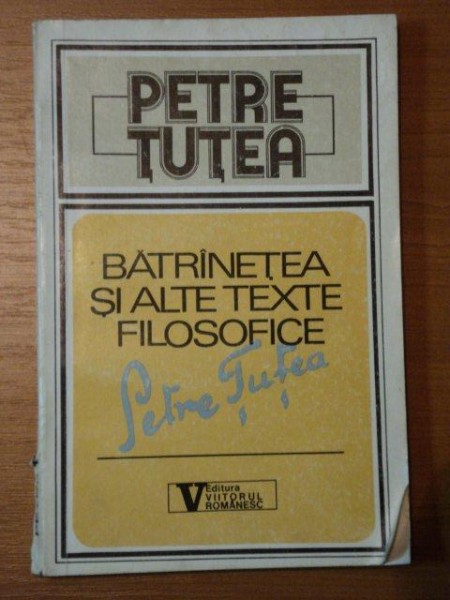 PETRE
ȚUȚEA
BĂTRÎNEȚEA
ȘI ALTE TEXTE
FILOSOFICE
Petre Țuțea
V Editura
VIITORUL
ROMÂNESC